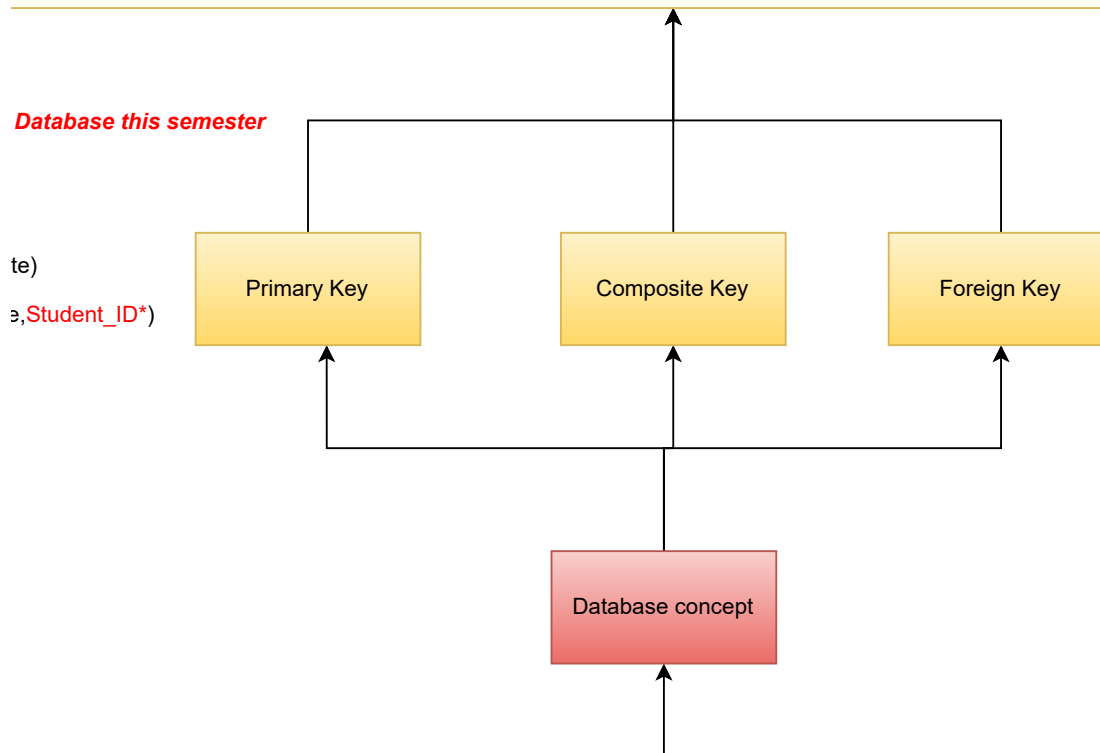 Database this semester
te)
Primary Key
Composite Key
Foreign Key
e,Student_ID*)
Database concept